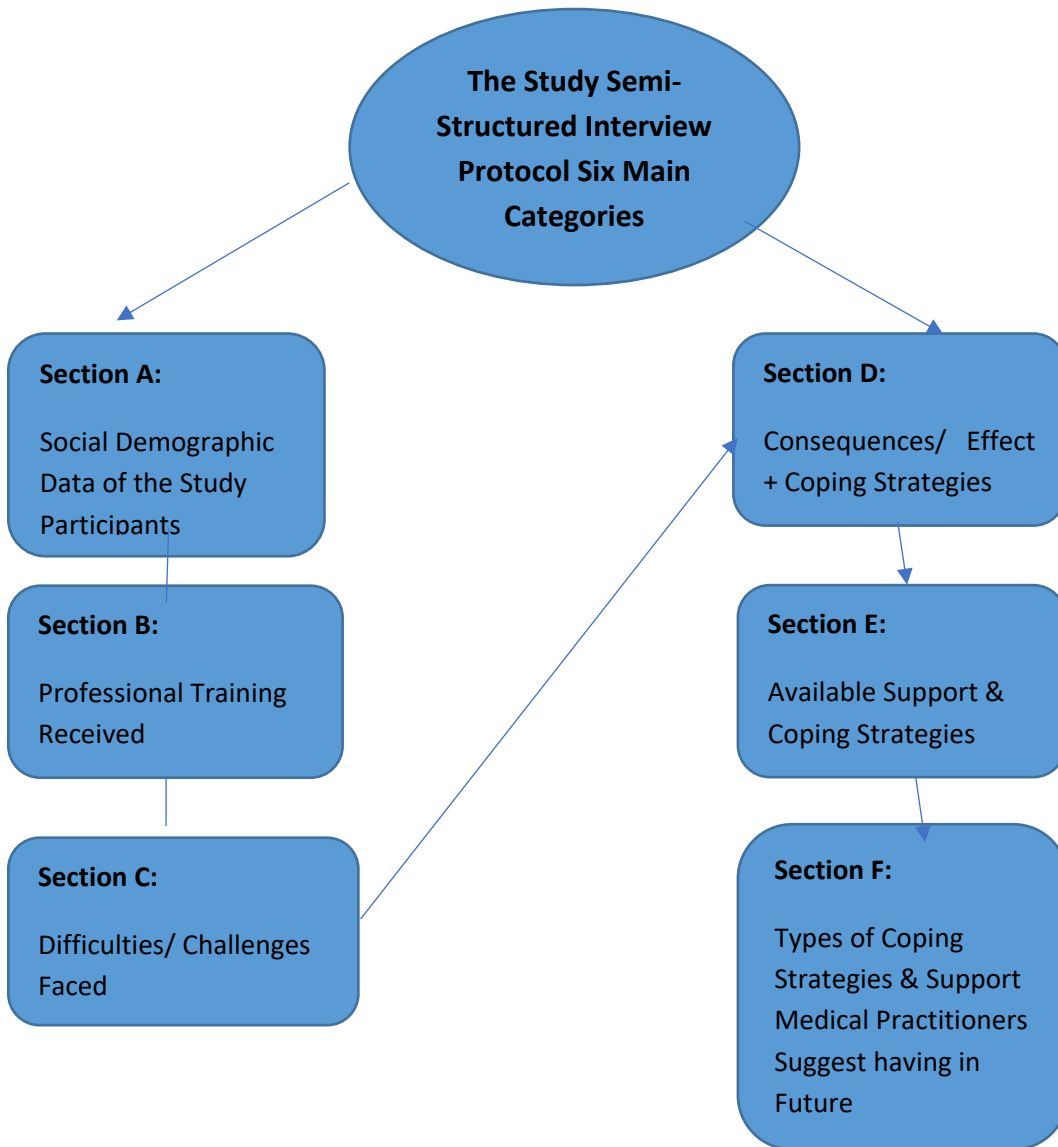 The Study Semi-
Structured Interview
Protocol Six Main
Categories
Section A:
Social Demographic
Data of the Study
Participants
Section B:
Professional Training
Received
Section C:
Difficulties/ Challenges
Faced
Section D:
Consequences/ Effect
+ Coping Strategies
Section E:
Available Support &
Coping Strategies
Section F:
Types of Coping
Strategies & Support
Medical Practitioners
Suggest having in
Future